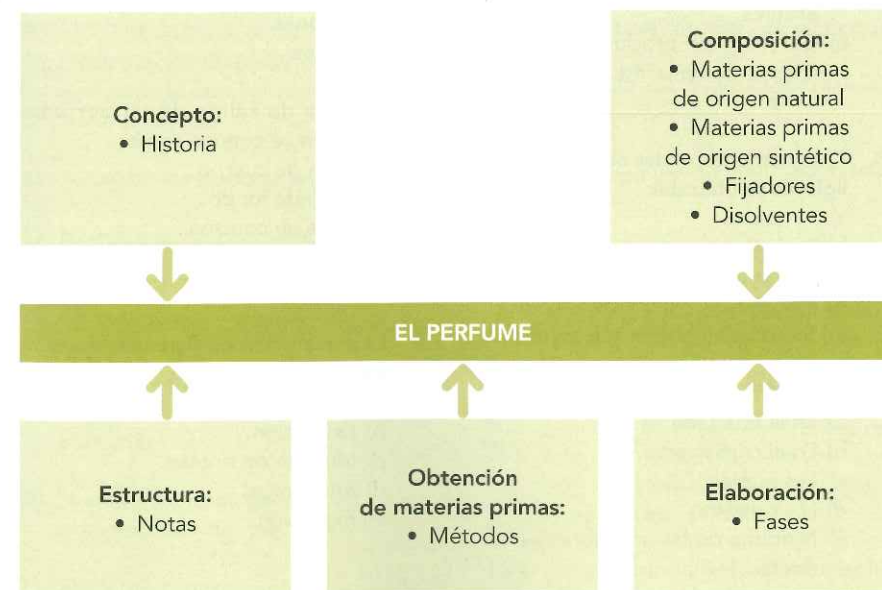 Concepto:
• Historia
Composición:
• Materias primas
de origen natural
• Materias primas
de origen sintético
• Fijadores
• Disolventes
EL PERFUME
Estructura:
• Notas
Obtención
de materias primas:
• Métodos
Elaboración:
• Fases